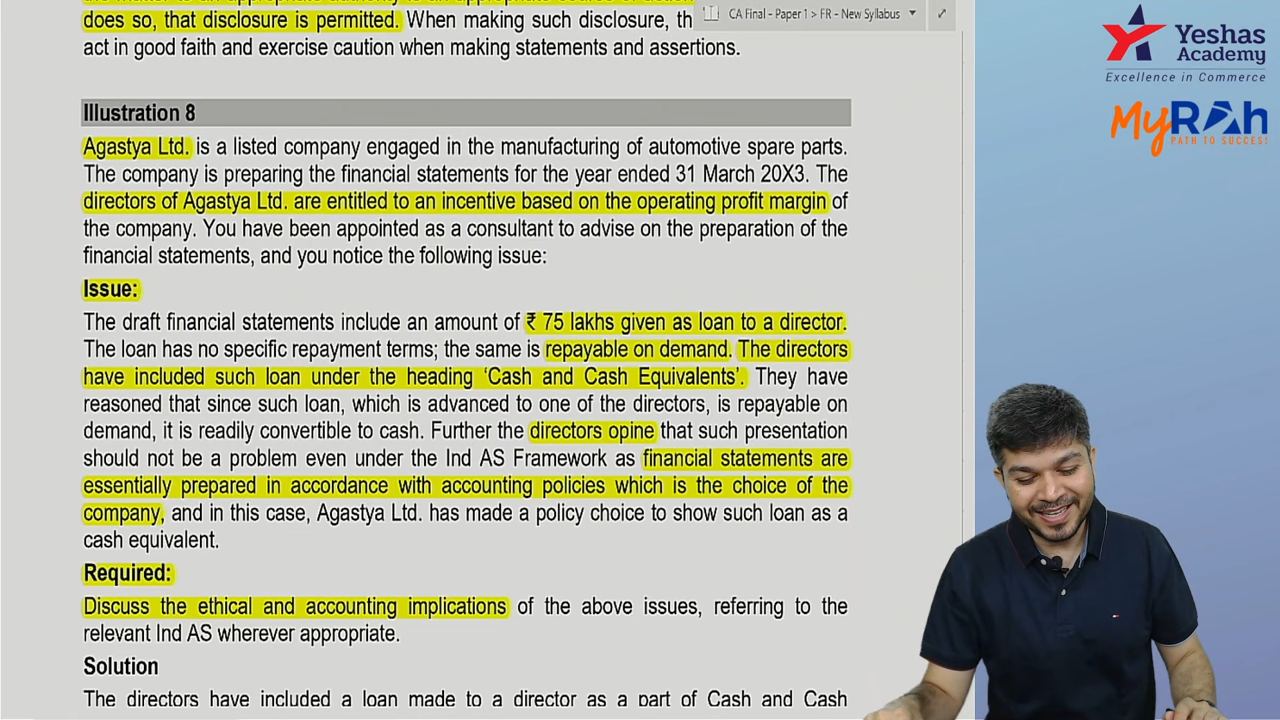 does so, that disclosure is permitted. When making such disclosure, th
act in good faith and exercise caution when making statements and assertions.
CA Final - Paper 1 > FR - New Syllabus
Yeshas
Academy
Excellence in Commerce
MyRAh
PATH TO SUCCESS
Illustration 8
Agastya Ltd. is a listed company engaged in the manufacturing of automotive spare parts.
The company is preparing the financial statements for the year ended 31 March 20X3. The
directors of Agastya Ltd. are entitled to an incentive based on the operating profit margin of
the company. You have been appointed as a consultant to advise on the preparation of the
financial statements, and you notice the following issue:
Issue:
The draft financial statements include an amount of ₹ 75 lakhs given as loan to a director.
The loan has no specific repayment terms; the same is repayable on demand. The directors
have included such loan under the heading ‘Cash and Cash Equivalents’. They have
reasoned that since such loan, which is advanced to one of the directors, is repayable on
demand, it is readily convertible to cash. Further the directors opine that such presentation
should not be a problem even under the Ind AS Framework as financial statements are
essentially prepared in accordance with accounting policies which is the choice of the
company, and in this case, Agastya Ltd. has made a policy choice to show such loan as a
cash equivalent.
Required:
Discuss the ethical and accounting implications of the above issues, referring to the
relevant Ind AS wherever appropriate.
Solution
The directors have included a loan made to a director as a part of Cash and Cash